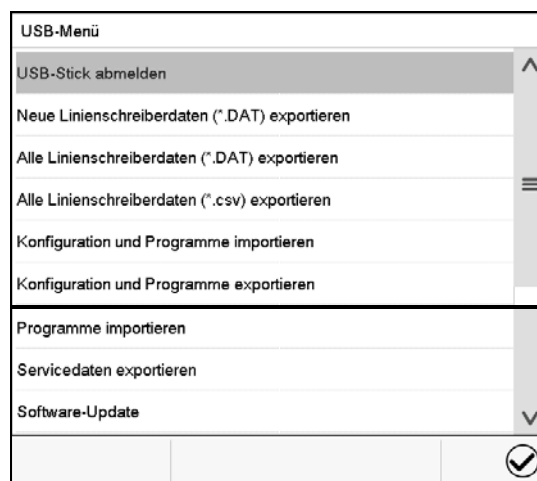 USB-Menü
USB-Stick abmelden
Neue Linienschreiberdaten (*.DAT) exportieren
Alle Linienschreiberdaten (*.DAT) exportieren
Alle Linienschreiberdaten (*.csv) exportieren
Konfiguration und Programme importieren
Konfiguration und Programme exportieren
Programme importieren
Servicedaten exportieren
Software-Update